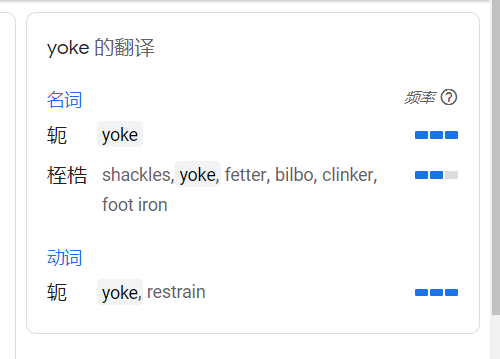 yoke 的翻译
名词 频率 ?
轭 yoke
桎梏 shackles, yoke, fetter, bilbo, clinker,
foot iron
动词
轭 yoke, restrain